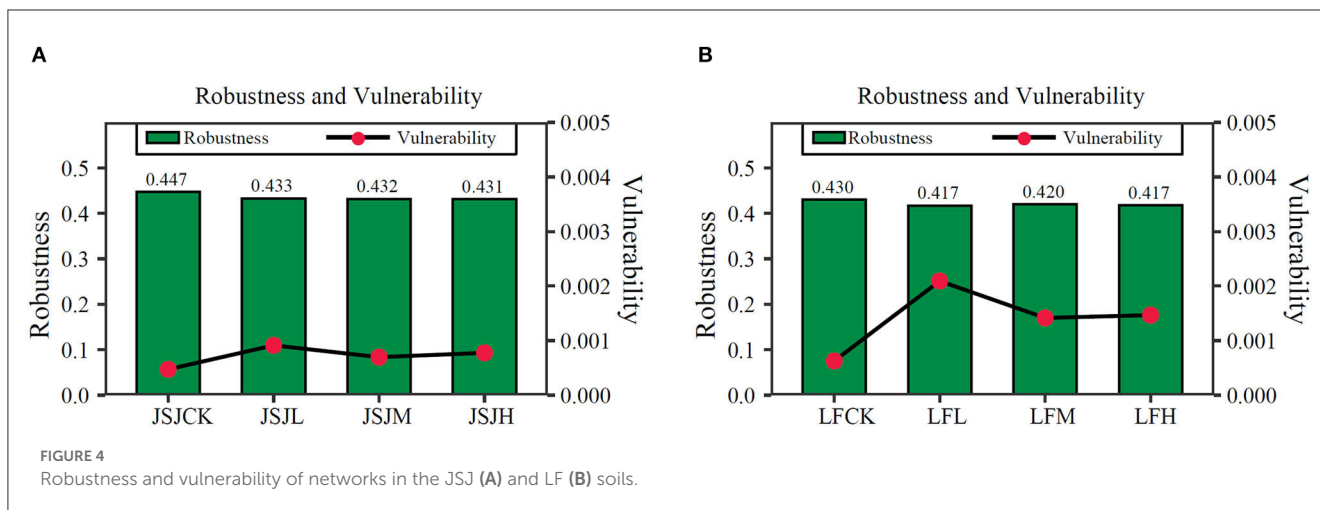 A
Robustness and Vulnerability
Robustness Vulnerability
0.5
0.4
0.3
0.2
0.1
0.0
Robustness
0.447 0.433 0.432 0.431
0.005
0.004
0.003
0.002
0.001
0.000
Vulnerability
JSJCK JSJL JSJM JSJH
B
Robustness and Vulnerability
Robustness Vulnerability
0.5
0.4
0.3
0.2
0.1
0.0
Robustness
0.430 0.417 0.420 0.417
0.005
0.004
0.003
0.002
0.001
0.000
Vulnerability
LFCK LFL LFM LFH
FIGURE 4
Robustness and vulnerability of networks in the JSJ (A) and LF (B) soils.